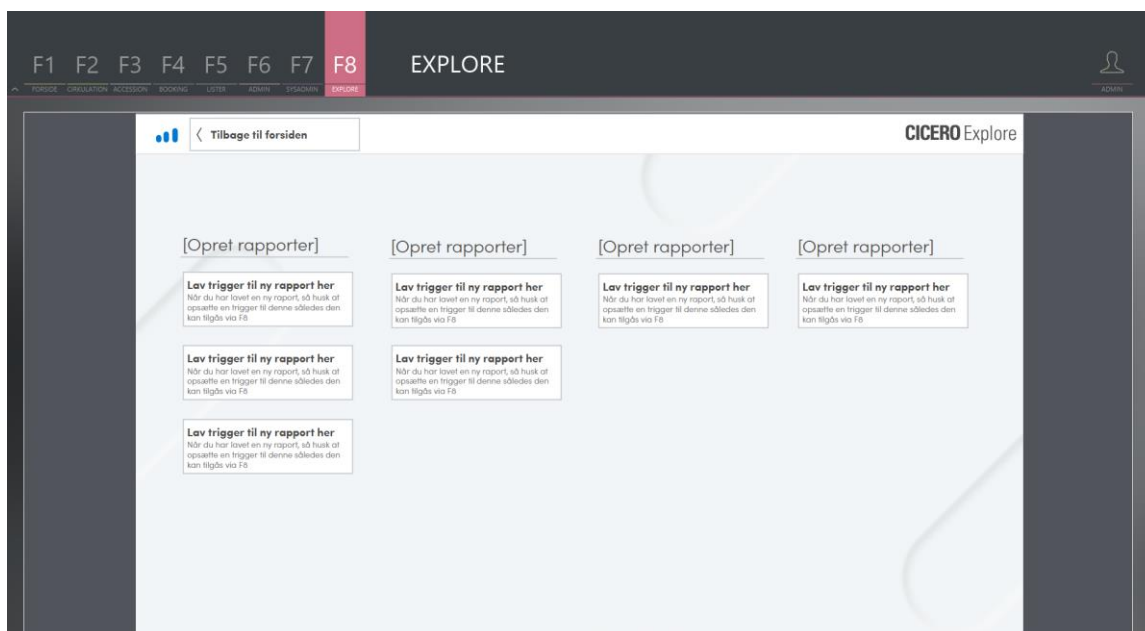 F1 F2 F3 F4 F5 F6 F7 F8 EXPLORE
FORSIDE CIRKULATION ACCESSION BOOKING LISTER ADMIN SYSADMIN EXPLORE ADMIN
Tilbage til forsiden
CICERO Explore
[Opret rapporter]
Lav trigger til ny rapport her
Når du har lavet en ny raport, så husk at
opsætte en trigger til denne således den
kan tilgås via F8
Lav trigger til ny rapport her
Når du har lavet en ny raport, så husk at
opsætte en trigger til denne således den
kan tilgås via F8
Lav trigger til ny rapport her
Når du har lavet en ny raport, så husk at
opsætte en trigger til denne således den
kan tilgås via F8
[Opret rapporter]
Lav trigger til ny rapport her
Når du har lavet en ny raport, så husk at
opsætte en trigger til denne således den
kan tilgås via F8
Lav trigger til ny rapport her
Når du har lavet en ny raport, så husk at
opsætte en trigger til denne således den
kan tilgås via F8
[Opret rapporter]
Lav trigger til ny rapport her
Når du har lavet en ny raport, så husk at
opsætte en trigger til denne således den
kan tilgås via F8
[Opret rapporter]
Lav trigger til ny rapport her
Når du har lavet en ny raport, så husk at
opsætte en trigger til denne således den
kan tilgås via F8